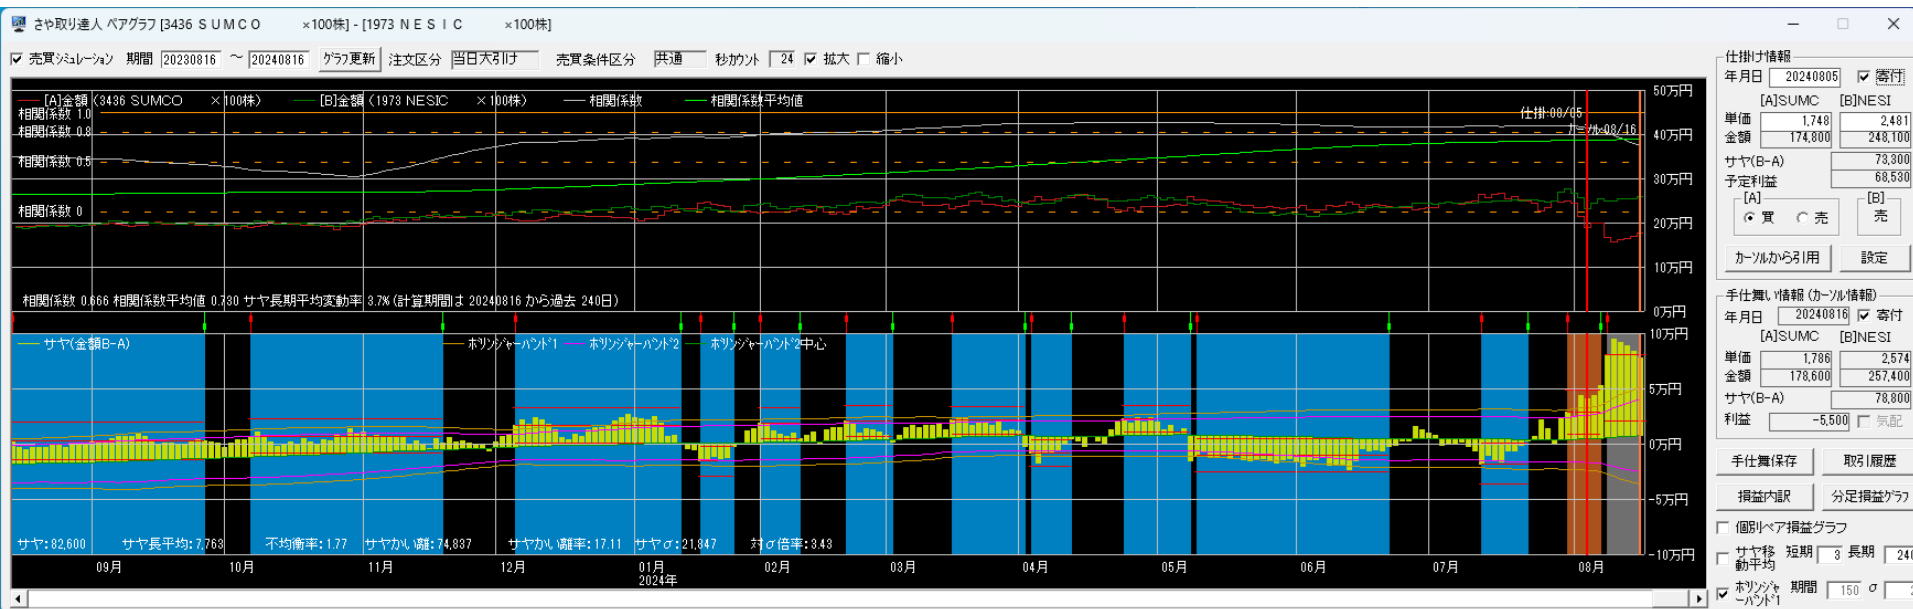 さや取り達人 ペアグラフ [3436 ＳＵＭＣＯ ×100株] - [1973 ＮＥＳＩＣ ×100株]
売買シミュレーション 期間 20230816 ～ 20240816 グラフ更新 注文区分 当日大引け 売買条件区分 共通 秒カウント 24 拡大 縮小
[A]金額 (3436 SUMCO ×100株) [B]金額 (1973 NESIC ×100株) 相関係数 相関係数平均値
相関係数 1.0
相関係数 0.8
相関係数 0.5
相関係数 0
仕掛:08/05
カーソル:08/16
50万円
40万円
30万円
20万円
10万円
0万円
相関係数 0.666 相関係数平均値 0.730 サヤ長期平均変動率 3.7% (計算期間は 20240816 から過去 240日)
サヤ(金額B-A) ボリンジャーバンド1 ボリンジャーバンド2 ボリンジャーバンド2中心
10万円
5万円
0万円
-5万円
-10万円
サヤ:82,600 サヤ長平均:7,763 不均衡率:1.77 サヤかい離:74,837 サヤかい離率:17.11 サヤσ:21,847 対σ倍率:3.43
09月 10月 11月 12月 01月 02月 03月 04月 05月 06月 07月 08月
2024年
仕掛け情報
年月日 20240805 寄付
[A]SUMC [B]NESI
単価 1,748 2,481
金額 174,800 248,100
サヤ(B-A) 73,300
予定利益 68,530
[A] [B]
買 売 売
カーソルから引用 設定
手仕舞い情報 (カーソル情報)
年月日 20240816 寄付
[A]SUMC [B]NESI
単価 1,786 2,574
金額 178,600 257,400
サヤ(B-A) 78,800
利益 -5,500 気配
手仕舞保存 取引履歴
損益内訳 分足損益グラフ
個別ペア損益グラフ
サヤ移動平均 短期 3 長期 240
ボリンジャーバンド1 期間 150 σ